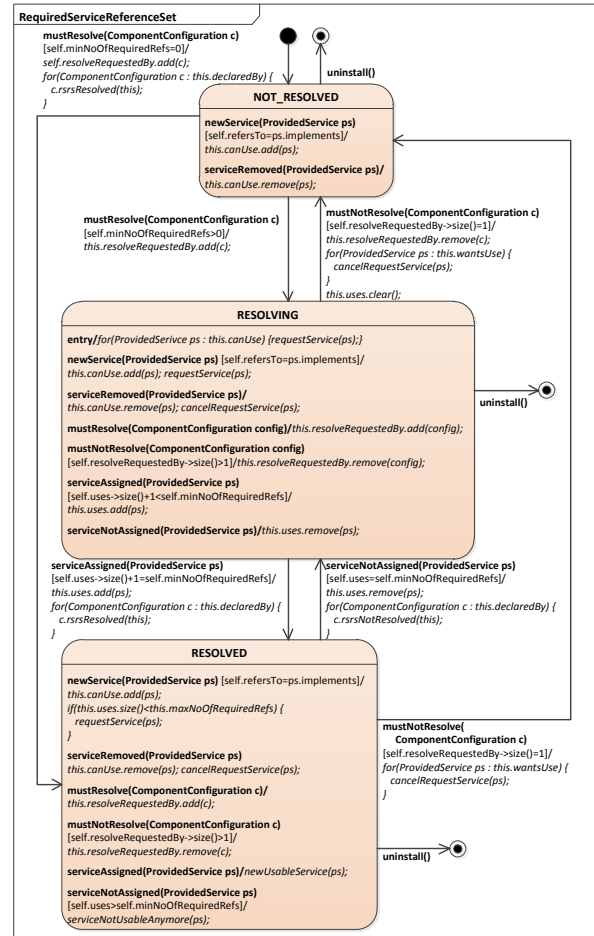 RequiredServiceReferenceSet
mustResolve(ComponentConfiguration c)
[self.minNoOfRequiredRefs=0]/
self.resolveRequestedBy.add(c);
for(ComponentConfiguration c : this.declaredBy) {
c.rsrsResolved(this);
}
uninstall()
NOT_RESOLVED
newService(ProvidedService ps)
[self.refersTo=ps.implements]/
this.canUse.add(ps);
serviceRemoved(ProvidedService ps)/
this.canUse.remove(ps);
mustResolve(ComponentConfiguration c)
[self.minNoOfRequiredRefs>0]/
this.resolveRequestedBy.add(c);
mustNotResolve(ComponentConfiguration c)
[self.resolveRequestedBy->size()=1]/
this.resolveRequestedBy.remove(c);
for(ProvidedService ps : this.wantsUse) {
cancelRequestService(ps);
}
this.uses.clear();
RESOLVING
entry/for(ProvidedSerivce ps : this.canUse) {requestService(ps);}
newService(ProvidedService ps) [self.refersTo=ps.implements]/
this.canUse.add(ps); requestService(ps);
serviceRemoved(ProvidedService ps)/
this.canUse.remove(ps); cancelRequestService(ps);
mustResolve(ComponentConfiguration config)/this.resolveRequestedBy.add(config);
mustNotResolve(ComponentConfiguration config)
[self.resolveRequestedBy->size()>1]/this.resolveRequestedBy.remove(config);
serviceAssigned(ProvidedService ps)
[self.uses->size()+1<self.minNoOfRequiredRefs]/
this.uses.add(ps);
serviceNotAssigned(ProvidedService ps)/this.uses.remove(ps);
uninstall()
serviceAssigned(ProvidedService ps)
[self.uses->size()+1=self.minNoOfRequiredRefs]/
this.uses.add(ps);
for(ComponentConfiguration c : this.declaredBy) {
c.rsrsResolved(this);
}
serviceNotAssigned(ProvidedService ps)
[self.uses=self.minNoOfRequiredRefs]/
this.uses.remove(ps);
for(ComponentConfiguration c : this.declaredBy) {
c.rsrsNotResolved(this);
}
RESOLVED
newService(ProvidedService ps) [self.refersTo=ps.implements]/
this.canUse.add(ps);
if(this.uses.size()<this.maxNoOfRequiredRefs) {
requestService(ps);
}
serviceRemoved(ProvidedService ps)
this.canUse.remove(ps); cancelRequestService(ps);
mustResolve(ComponentConfiguration c)/
this.resolveRequestedBy.add(c);
mustNotResolve(ComponentConfiguration c)
[self.resolveRequestedBy->size()>1]/
this.resolveRequestedBy.remove(c);
serviceAssigned(ProvidedService ps)/newUsableService(ps);
serviceNotAssigned(ProvidedService ps)
[self.uses>self.minNoOfRequiredRefs]/
serviceNotUsableAnymore(ps);
mustNotResolve(
ComponentConfiguration c)
[self.resolveRequestedBy->size()=1]/
for(ProvidedService ps : this.wantsUse) {
cancelRequestService(ps);
}
uninstall()